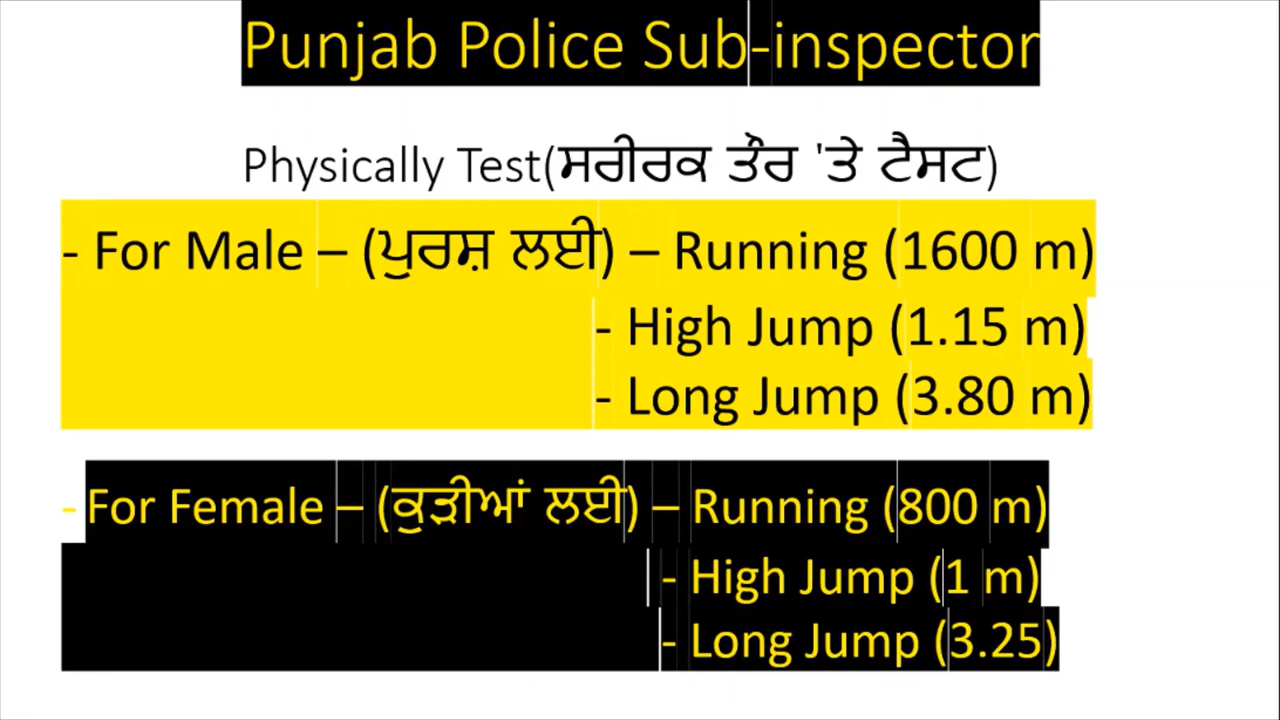 Punjab Police Sub-inspector
Physically Test(ਸਰੀਰਕ ਤੌਰ 'ਤੇ ਟੈਸਟ)
- For Male – (ਪੁਰਸ਼ ਲਈ) – Running (1600 m)
- High Jump (1.15 m)
- Long Jump (3.80 m)
- For Female – (ਕੁੜੀਆਂ ਲਈ) – Running (800 m)
- High Jump (1 m)
- Long Jump (3.25)